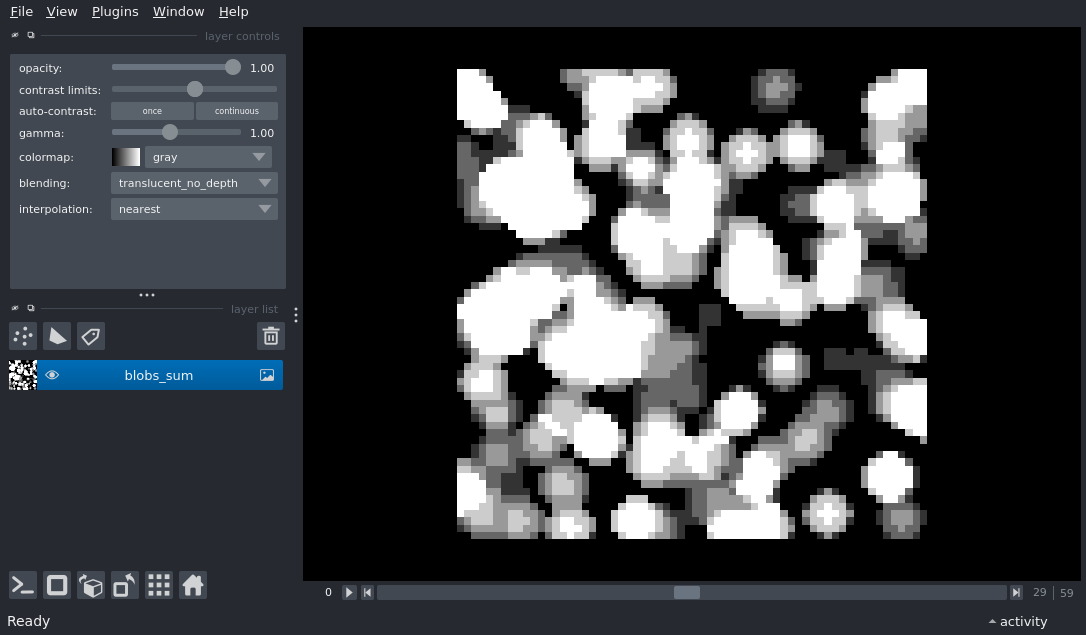 File View Plugins Window Help
layer controls
opacity: 1.00
contrast limits:
auto-contrast: once continuous
gamma: 1.00
colormap: gray
blending: translucent_no_depth
interpolation: nearest
layer list
blobs_sum
0 29 59
Ready activity